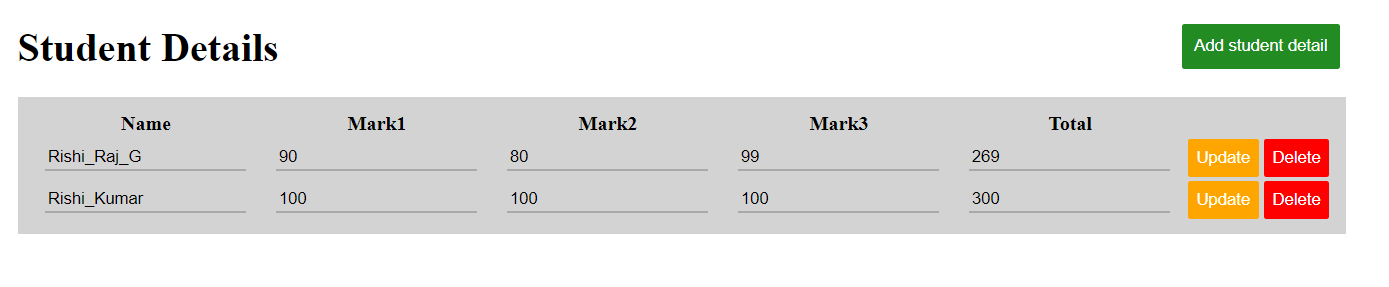 Student Details Add student detail
Name Mark1 Mark2 Mark3 Total
Rishi_Raj_G 90 80 99 269 Update Delete
Rishi_Kumar 100 100 100 300 Update Delete